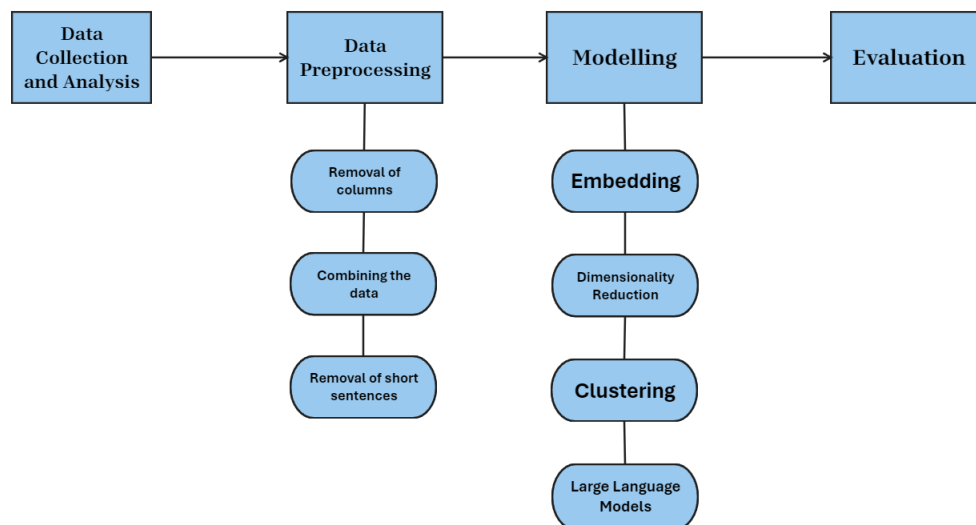 Data
Collection
and Analysis
Data
Preprocessing
Modelling
Evaluation
Removal of
columns
Combining the
data
Removal of short
sentences
Embedding
Dimensionality
Reduction
Clustering
Large Language
Models